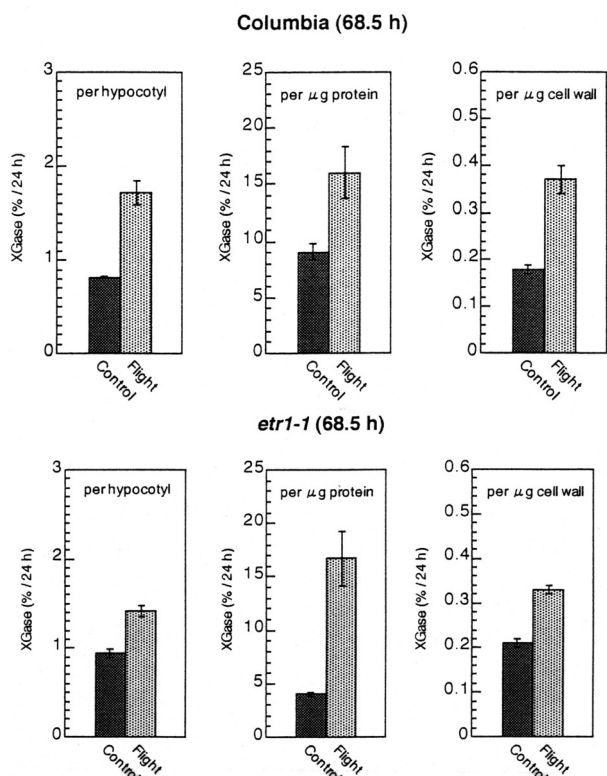 Columbia (68.5 h)
3
2
1
0
XGase (% / 24 h)
per hypocotyl
Control
Flight
25
20
15
10
5
0
XGase (% / 24 h)
per μg protein
Control
Flight
0.6
0.5
0.4
0.3
0.2
0.1
0
XGase (% / 24 h)
per μg cell wall
Control
Flight
etr1-1 (68.5 h)
3
2
1
0
XGase (% / 24 h)
per hypocotyl
Control
Flight
25
20
15
10
5
0
XGase (% / 24 h)
per μg protein
Control
Flight
0.6
0.5
0.4
0.3
0.2
0.1
0
XGase (% / 24 h)
per μg cell wall
Control
Flight